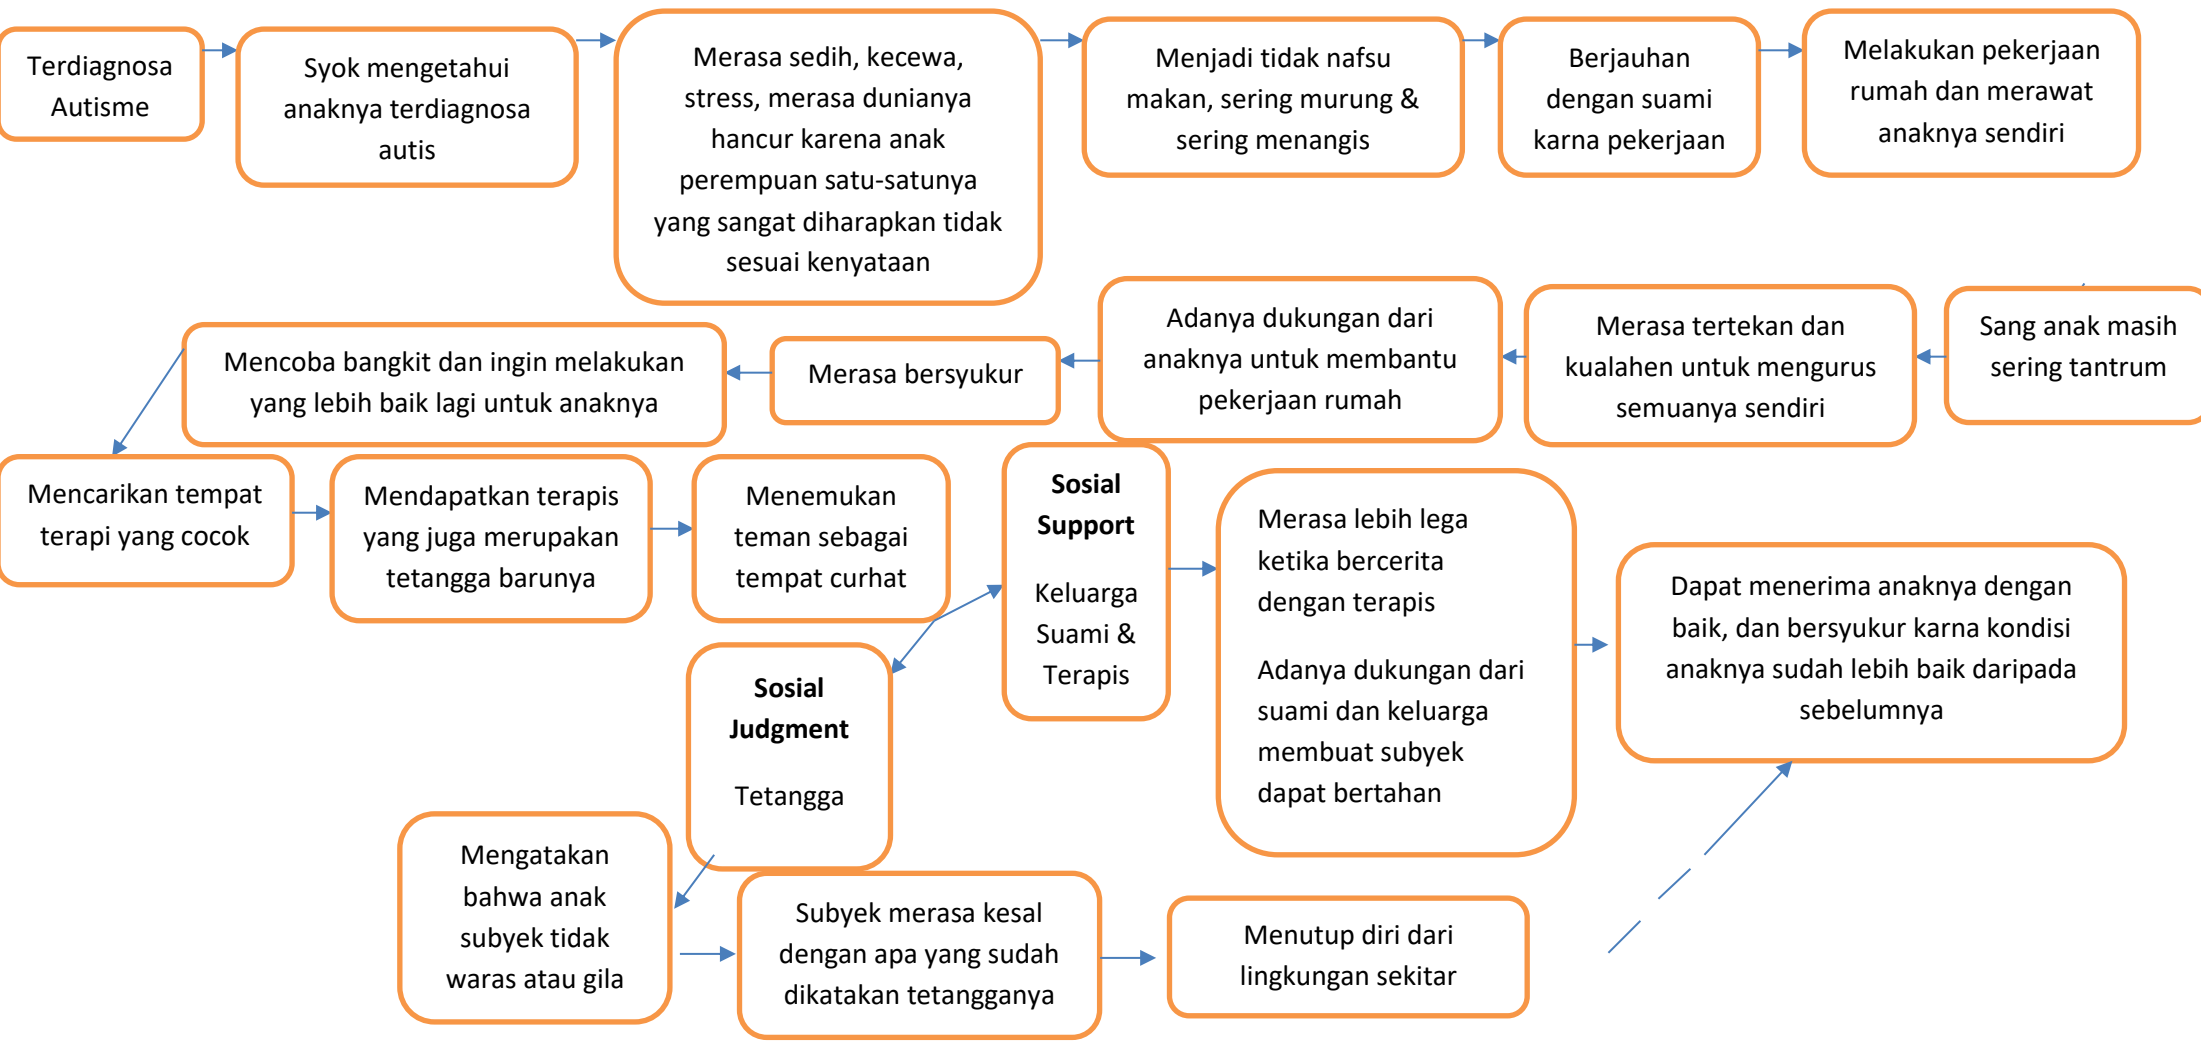 Terdiagnosa
Autisme
Syok mengetahui
anaknya terdiagnosa
autis
Merasa sedih, kecewa,
stress, merasa dunianya
hancur karena anak
perempuan satu-satunya
yang sangat diharapkan tidak
sesuai kenyataan
Menjadi tidak nafsu
makan, sering murung &
sering menangis
Berjauhan
dengan suami
karna pekerjaan
Melakukan pekerjaan
rumah dan merawat
anaknya sendiri
Sang anak masih
sering tantrum
Merasa tertekan dan
kualahen untuk mengurus
semuanya sendiri
Adanya dukungan dari
anaknya untuk membantu
pekerjaan rumah
Merasa bersyukur
Mencoba bangkit dan ingin melakukan
yang lebih baik lagi untuk anaknya
Mencarikan tempat
terapi yang cocok
Mendapatkan terapis
yang juga merupakan
tetangga barunya
Menemukan
teman sebagai
tempat curhat
Sosial
Support
Keluarga
Suami &
Terapis
Merasa lebih lega
ketika bercerita
dengan terapis
Adanya dukungan dari
suami dan keluarga
membuat subyek
dapat bertahan
Dapat menerima anaknya dengan
baik, dan bersyukur karna kondisi
anaknya sudah lebih baik daripada
sebelumnya
Sosial
Judgment
Tetangga
Mengatakan
bahwa anak
subyek tidak
waras atau gila
Subyek merasa kesal
dengan apa yang sudah
dikatakan tetangganya
Menutup diri dari
lingkungan sekitar